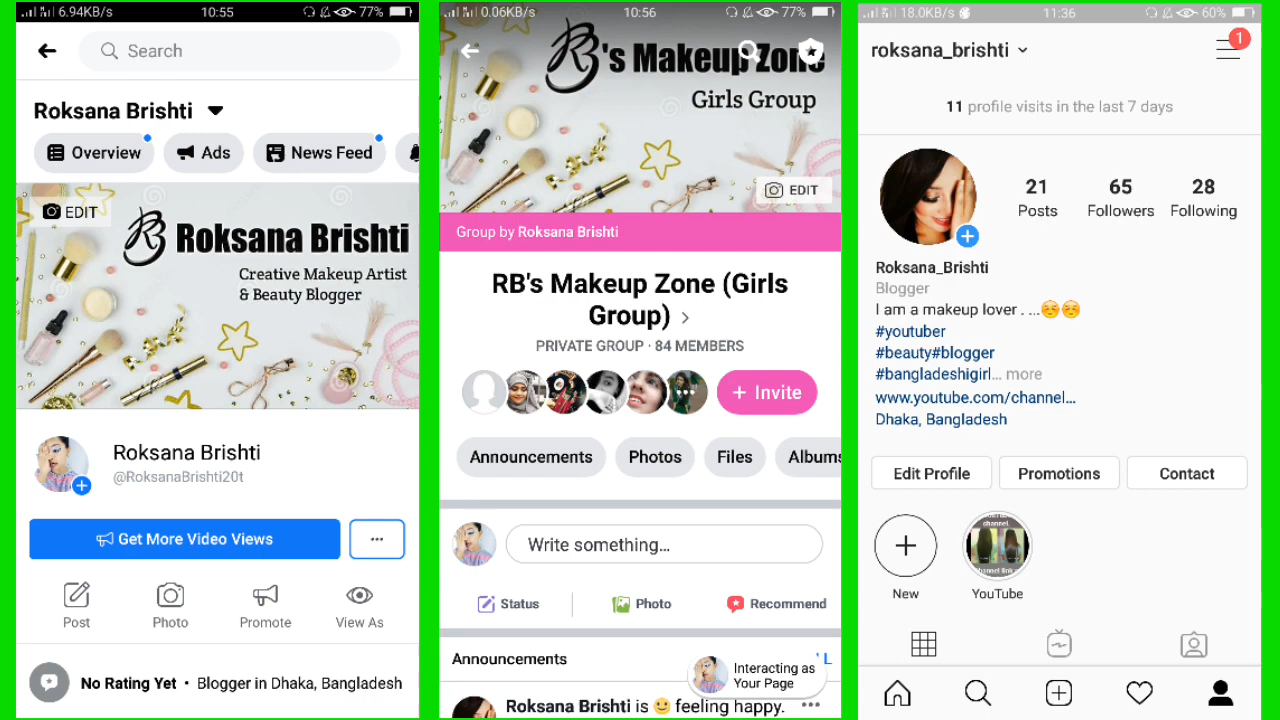 6.94KB/s 10:55 77%
Search
Roksana Brishti
Overview Ads News Feed
EDIT
RB Roksana Brishti
Creative Makeup Artist
& Beauty Blogger
Roksana Brishti
@RoksanaBrishti20t
Get More Video Views
Post Photo Promote View As
No Rating Yet • Blogger in Dhaka, Bangladesh
0.06KB/s 10:56 77%
RB's Makeup Zone
Girls Group
EDIT
Group by Roksana Brishti
RB's Makeup Zone (Girls
Group)
PRIVATE GROUP · 84 MEMBERS
+ Invite
Announcements Photos Files Albums
Write something...
Status Photo Recommend
Announcements
Interacting as
Your Page
Roksana Brishti is 🙂 feeling happy.
18.0KB/s 11:36 60%
roksana_brishti
1
11 profile visits in the last 7 days
21 65 28
Posts Followers Following
Roksana_Brishti
Blogger
I am a makeup lover . ...☺️☺️
#youtuber
#beauty#blogger
#bangladeshigirl... more
www.youtube.com/channel...
Dhaka, Bangladesh
Edit Profile Promotions Contact
channel
Channel link
New YouTube